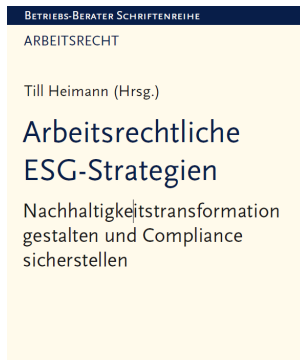 Betriebs-Berater Schriftenreihe
ARBEITSRECHT
Till Heimann (Hrsg.)
Arbeitsrechtliche
ESG-Strategien
Nachhaltigkeitstransformation
gestalten und Compliance
sicherstellen